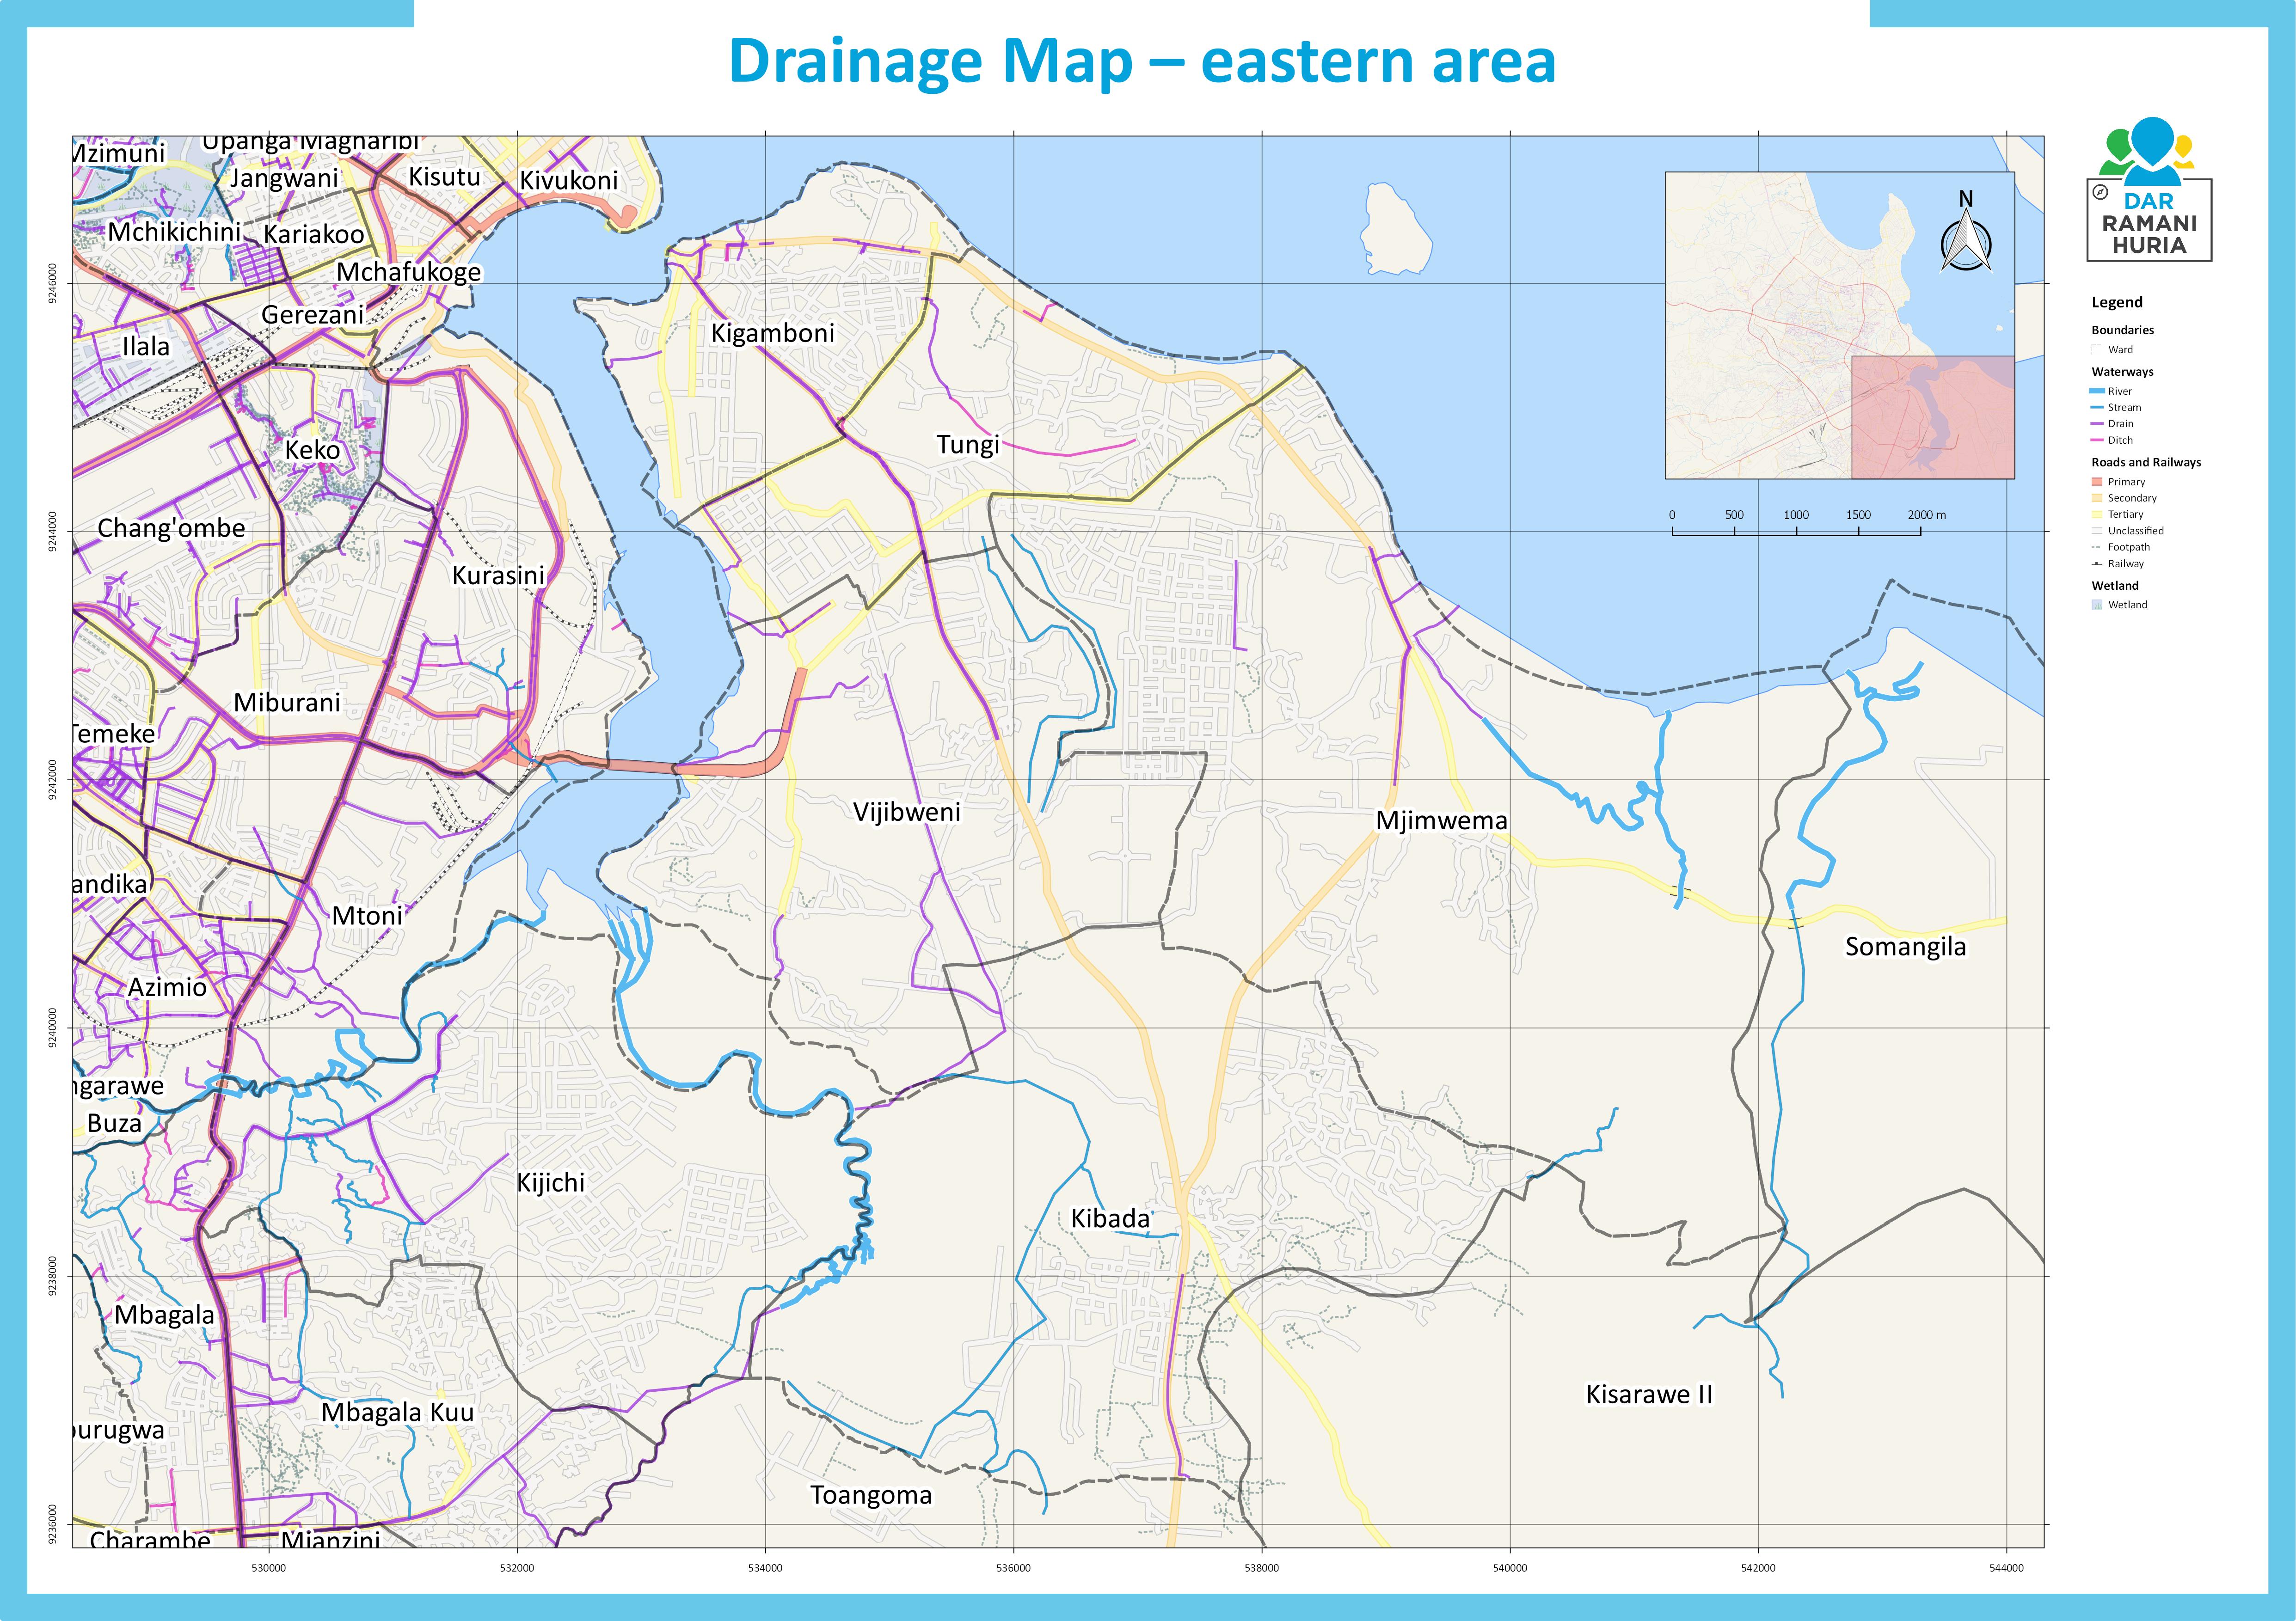 Drainage Map – eastern area
DAR
RAMANI
HURIA
Legend
Boundaries
Ward
Waterways
River
Stream
Drain
Ditch
Roads and Railways
Primary
Secondary
Tertiary
Unclassified
Footpath
Railway
Wetland
Wetland
N
0 500 1000 1500 2000 m
Mzimuni
Upanga Magharibi
Jangwani
Kisutu
Kivukoni
Mchikichini
Kariakoo
Mchafukoge
Gerezani
Ilala
Kigamboni
Keko
Tungi
Chang'ombe
Kurasini
Miburani
Temeke
Vijibweni
Mjimwema
andika
Mtoni
Somangila
Azimio
ngarawe
Buza
Kijichi
Kibada
Mbagala
Kisarawe II
Mbagala Kuu
ourugwa
Toangoma
Charambe
Mianzini
9246000
9244000
9242000
9240000
9238000
9236000
530000
532000
534000
536000
538000
540000
542000
544000